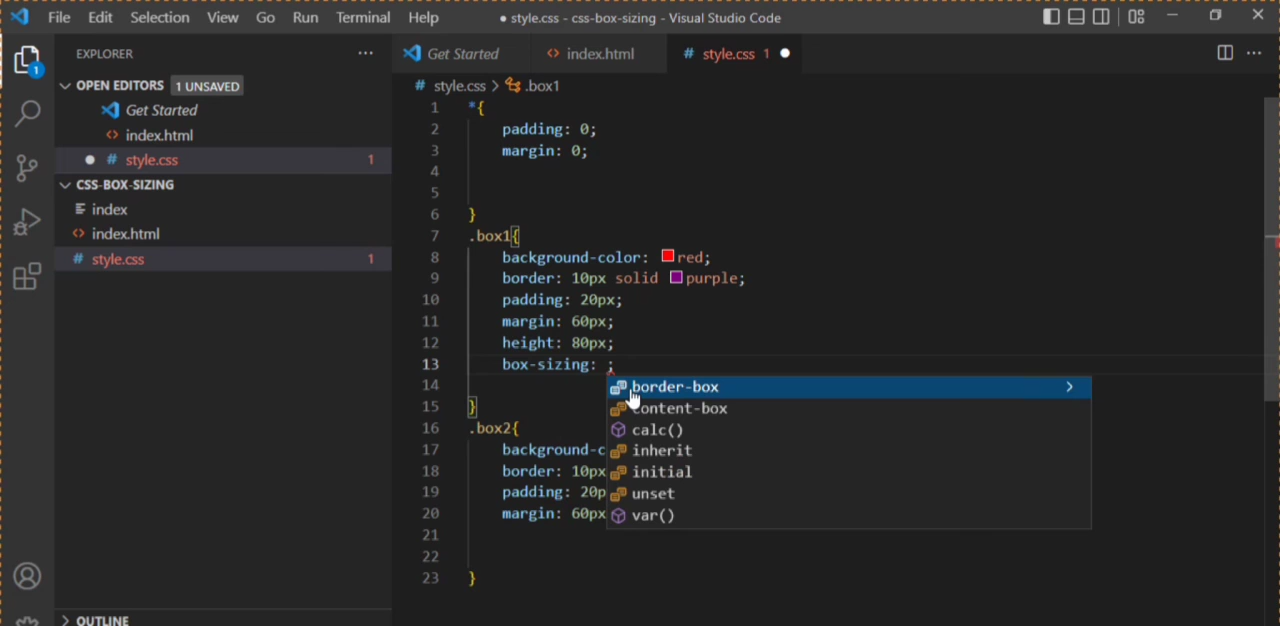 File Edit Selection View Go Run Terminal Help ● style.css - css-box-sizing - Visual Studio Code
EXPLORER ···
OPEN EDITORS 1 UNSAVED
Get Started
<> index.html
● # style.css 1
CSS-BOX-SIZING
index
<> index.html
# style.css 1
OUTLINE
1
Get Started <> index.html # style.css 1 ●
# style.css > .box1
1 *{
2 padding: 0;
3 margin: 0;
4
5
6 }
7 .box1{
8 background-color: red;
9 border: 10px solid purple;
10 padding: 20px;
11 margin: 60px;
12 height: 80px;
13 box-sizing: ;
14
15 }
16 .box2{
17 background-c
18 border: 10px
19 padding: 20p
20 margin: 60px
21
22
23 }
border-box >
content-box
calc()
inherit
initial
unset
var()